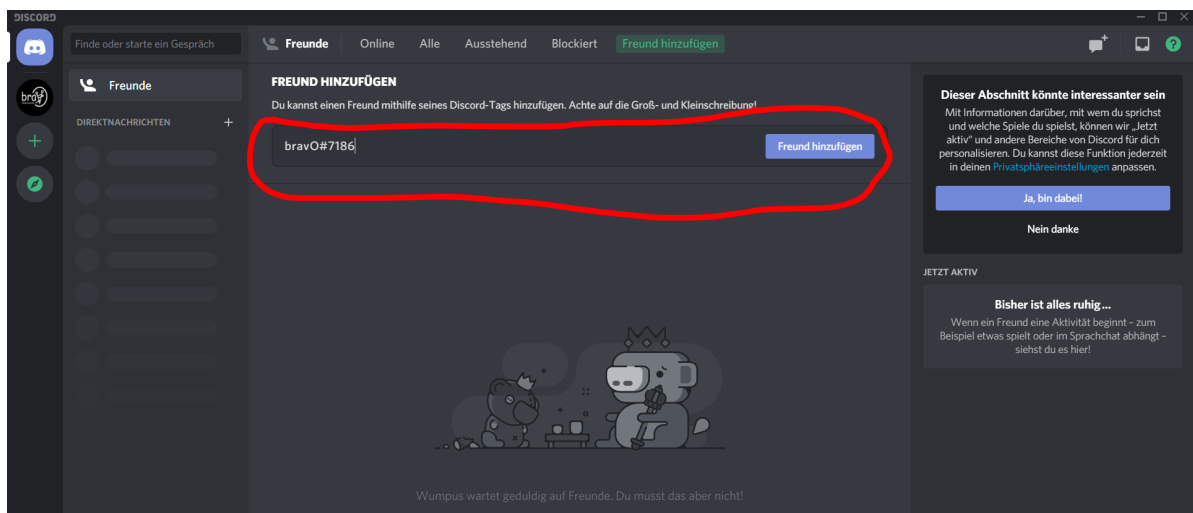 DISCORD
Finde oder starte ein Gespräch
Freunde
Online
Alle
Ausstehend
Blockiert
Freund hinzufügen
brav
Freunde
DIREKTNACHRICHTEN +
FREUND HINZUFÜGEN
Du kannst einen Freund mithilfe seines Discord-Tags hinzufügen. Achte auf die Groß- und Kleinschreibung!
bravO#7186
Freund hinzufügen
Wumpus wartet geduldig auf Freunde. Du musst das aber nicht!
Dieser Abschnitt könnte interessanter sein
Mit Informationen darüber, mit wem du sprichst
und welche Spiele du spielst, können wir „Jetzt
aktiv“ und andere Bereiche von Discord für dich
personalisieren. Du kannst diese Funktion jederzeit
in deinen Privatsphäreeinstellungen anpassen.
Ja, bin dabei!
Nein danke
JETZT AKTIV
Bisher ist alles ruhig...
Wenn ein Freund eine Aktivität beginnt – zum
Beispiel etwas spielt oder im Sprachchat abhängt –
siehst du es hier!